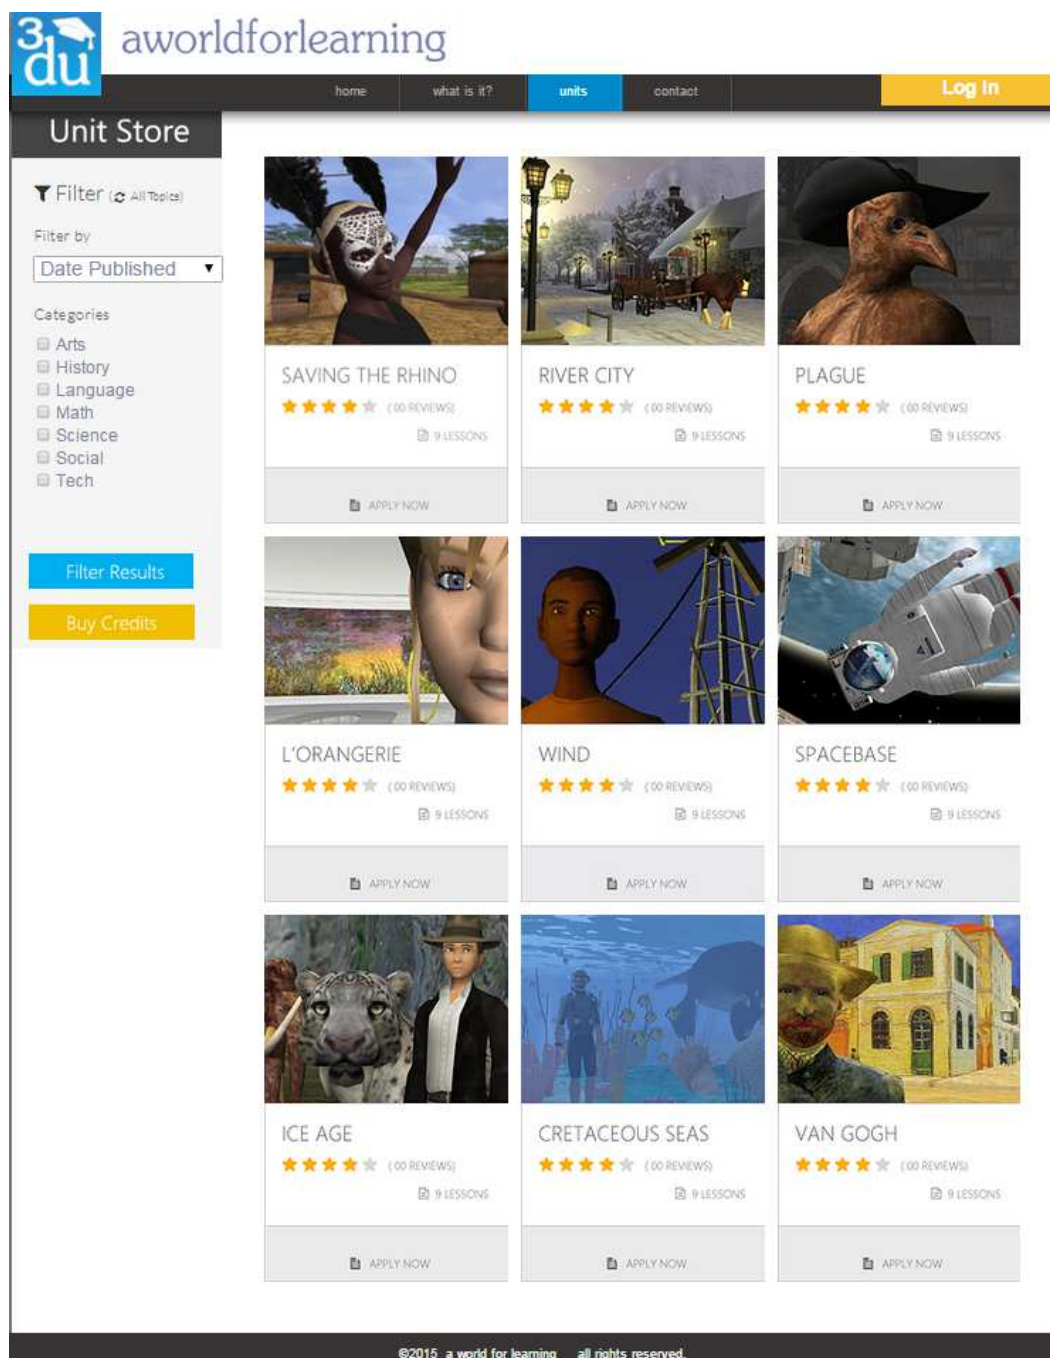 3du aworldforlearning
home what is it? units contact Log In
Unit Store
Filter ( All Topics)
Filter by
Date Published
Categories
Arts
History
Language
Math
Science
Social
Tech
Filter Results
Buy Credits
SAVING THE RHINO
( 00 REVIEWS)
9 LESSONS
APPLY NOW
RIVER CITY
( 00 REVIEWS)
9 LESSONS
APPLY NOW
PLAGUE
( 00 REVIEWS)
9 LESSONS
APPLY NOW
L'ORANGERIE
( 00 REVIEWS)
9 LESSONS
APPLY NOW
WIND
( 00 REVIEWS)
9 LESSONS
APPLY NOW
SPACEBASE
( 00 REVIEWS)
9 LESSONS
APPLY NOW
ICE AGE
( 00 REVIEWS)
9 LESSONS
APPLY NOW
CRETACEOUS SEAS
( 00 REVIEWS)
9 LESSONS
APPLY NOW
VAN GOGH
( 00 REVIEWS)
9 LESSONS
APPLY NOW
©2015 a world for learning all rights reserved.